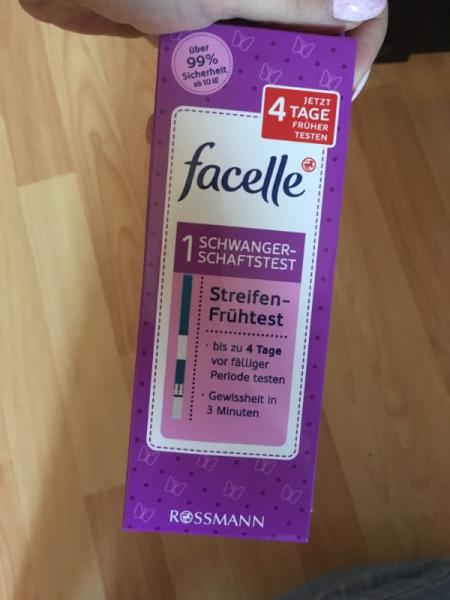 über
99%
Sicherheit
ab 10 IE
JETZT
4 TAGE
FRÜHER
TESTEN
facelle
1 SCHWANGER-
SCHAFTSTEST
Streifen-
Frühtest
· bis zu 4 Tage
vor fälliger
Periode testen
· Gewissheit in
3 Minuten
ROSSMANN